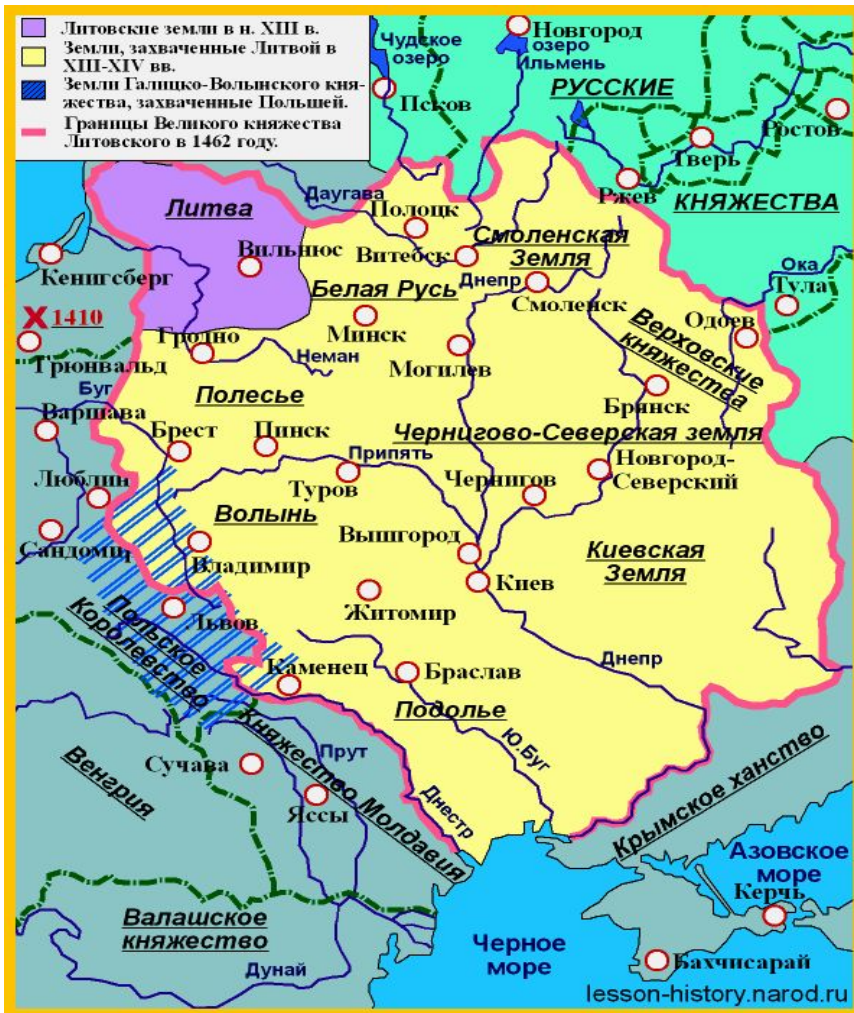 Литовские земли в н. XIII в.
Земли, захваченные Литвой в
XIII-XIV вв.
Земли Галицко-Волынского кня-
жества, захваченные Польшей.
Границы Великого княжества
Литовского в 1462 году.
Чудское
озеро
Новгород
озеро
Ильмень
Псков
РУССКИЕ
Ростов
Тверь
Ржев
КНЯЖЕСТВА
Даугава
Литва
Полоцк
Витебск
Смоленская
Земля
Вильнюс
Кенигсберг
Белая Русь
Днепр
Смоленск
Ока
Тула
Х 1410
Грюнвальд
Гродно
Неман
Минск
Могилев
Одоев
Верховские
княжества
Буг
Варшава
Полесье
Брянск
Брест
Пинск
Чернигово-Северская земля
Припять
Люблин
Туров
Чернигов
Новгород-
Северский
Сандомир
Волынь
Владимир
Вышгород
Киевская
Земля
Киев
Житомир
Львов
Польское
Королевство
Каменец
Браслав
Днепр
Подолье
Ю.Буг
Княжество Молдавия
Прут
Сучава
Яссы
Днестр
Венгрия
Крымское ханство
Азовское
море
Керчь
Валашское
княжество
Дунай
Черное
море
Бахчисарай
lesson-history.narod.ru